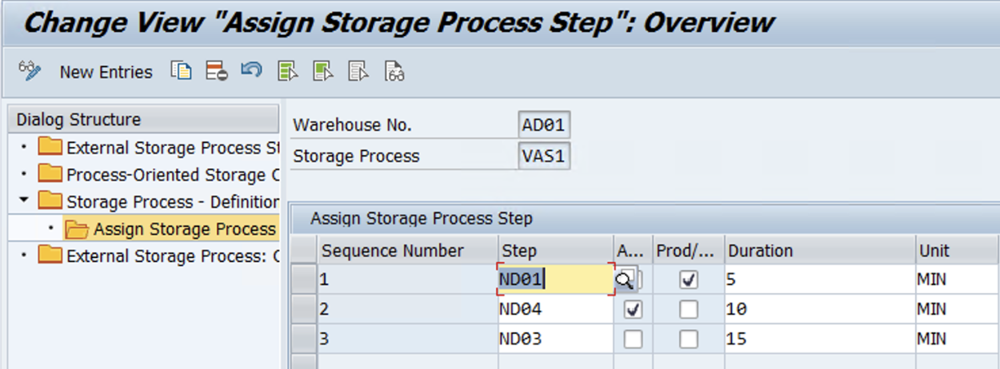 Change View "Assign Storage Process Step": Overview
New Entries
Dialog Structure
External Storage Process St
Process-Oriented Storage C
Storage Process - Definition
Assign Storage Process
External Storage Process: C
Warehouse No. AD01
Storage Process VAS1
Assign Storage Process Step
Sequence Number Step A... Prod/... Duration Unit
1 ND01 5 MIN
2 ND04 10 MIN
3 ND03 15 MIN